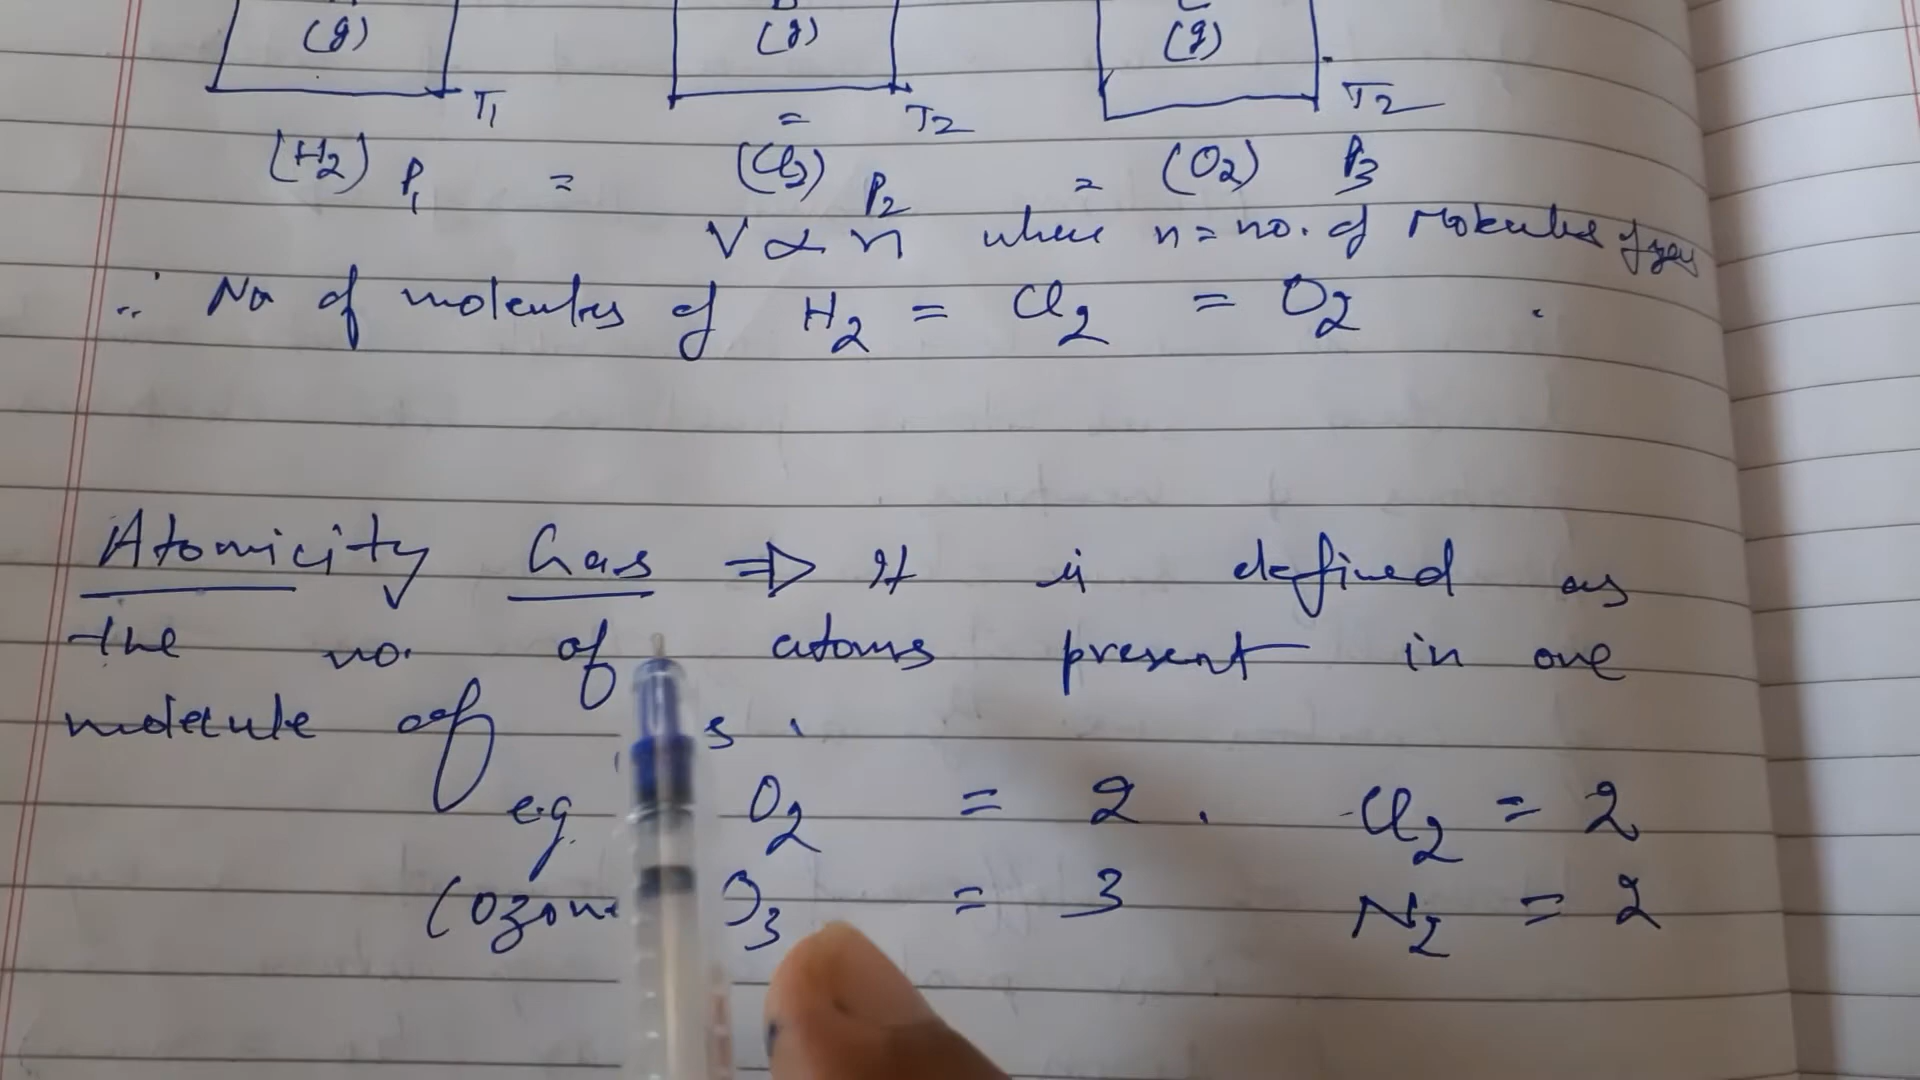 (g) (g) (g)
T1 T2 T2
(H2) P1 = (Cl2) P2 = (O2) P3
V ∝ n where n = no. of molecules of gas
∴ No of molecules of H2 = Cl2 = O2
Atomicity Gas ⇒ It is defined as
the no. of atoms present in one
molecule of s.
e.g. O2 = 2. Cl2 = 2
(Ozone O3 = 3 N2 = 2